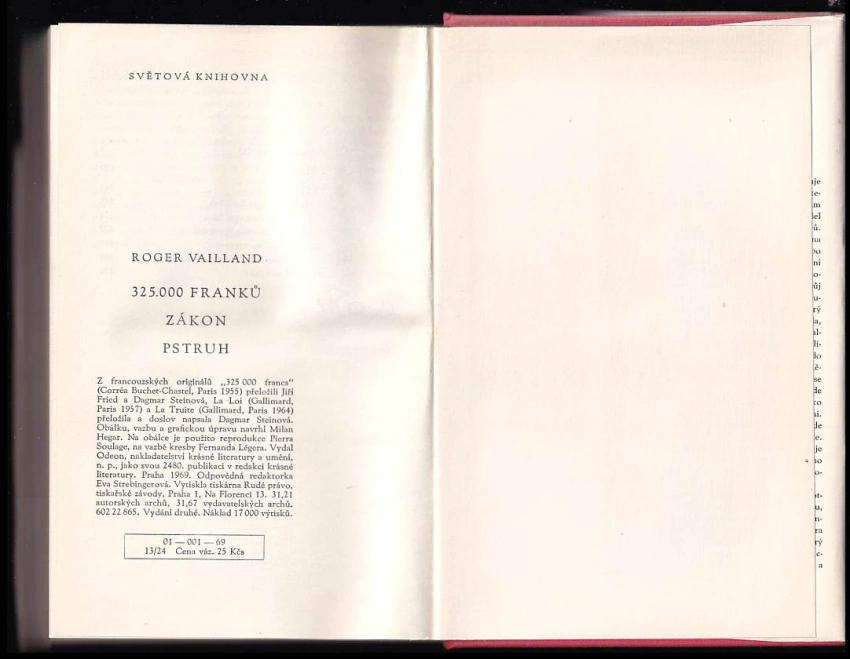 SVĚTOVÁ KNIHOVNA
ROGER VAILLAND
325.000 FRANKŮ
ZÁKON
PSTRUH
Z francouzských originálů „325 000 francs“
(Corrêa Buchet-Chastel, Paris 1955) přeložili Jiří
Fried a Dagmar Steinová, La Loi (Gallimard,
Paris 1957) a La Truite (Gallimard, Paris 1964)
přeložila a doslov napsala Dagmar Steinová.
Obálku, vazbu a grafickou úpravu navrhl Milan
Hegar. Na obálce je použito reprodukce Pierra
Soulage, na vazbě kresby Fernanda Légera. Vydal
Odeon, nakladatelství krásné literatury a umění,
n. p., jako svou 2480. publikaci v redakci krásné
literatury. Praha 1969. Odpovědná redaktorka
Eva Strebingerová. Vytiskla tiskárna Rudé právo,
tiskařské závody, Praha 1, Na Florenci 13. 31,21
autorských archů, 31,67 vydavatelských archů.
602 22 865. Vydání druhé. Náklad 17 000 výtisků.
01 — 001 — 69
13/24 Cena váz. 25 Kčs